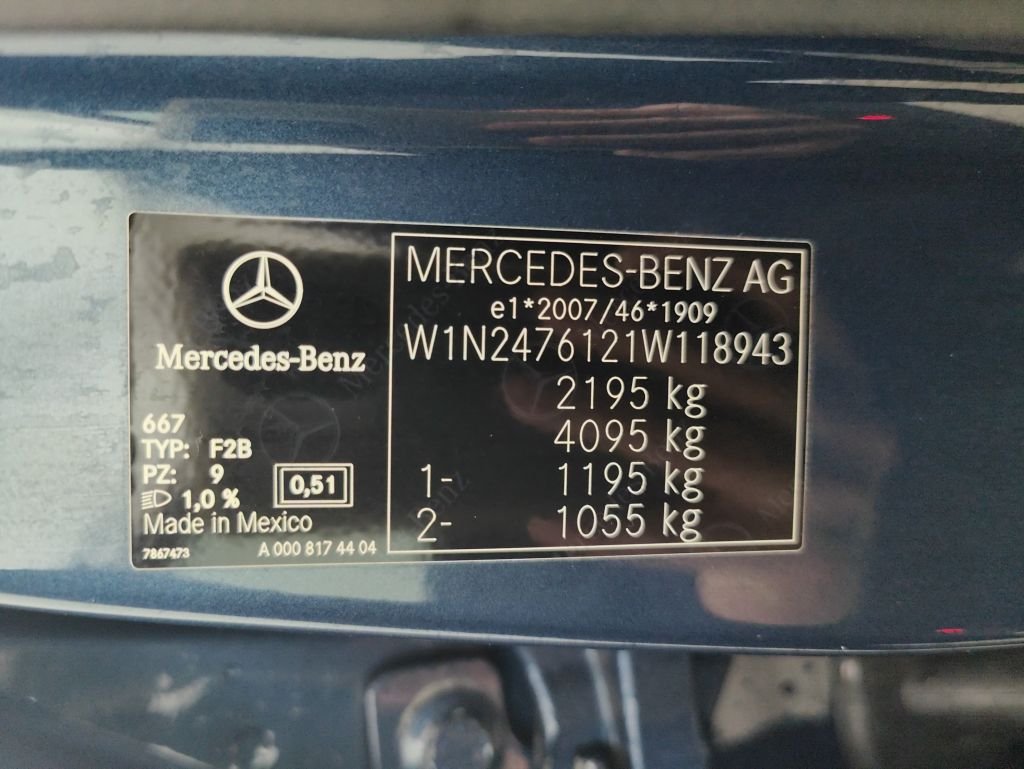 Mercedes-Benz
667
TYP: F2B
PZ: 9
1,0 %
0,51
Made in Mexico
7867473
A 000 817 44 04
MERCEDES-BENZ AG
e1*2007/46*1909
W1N2476121W118943
2195 kg
4095 kg
1- 1195 kg
2- 1055 kg